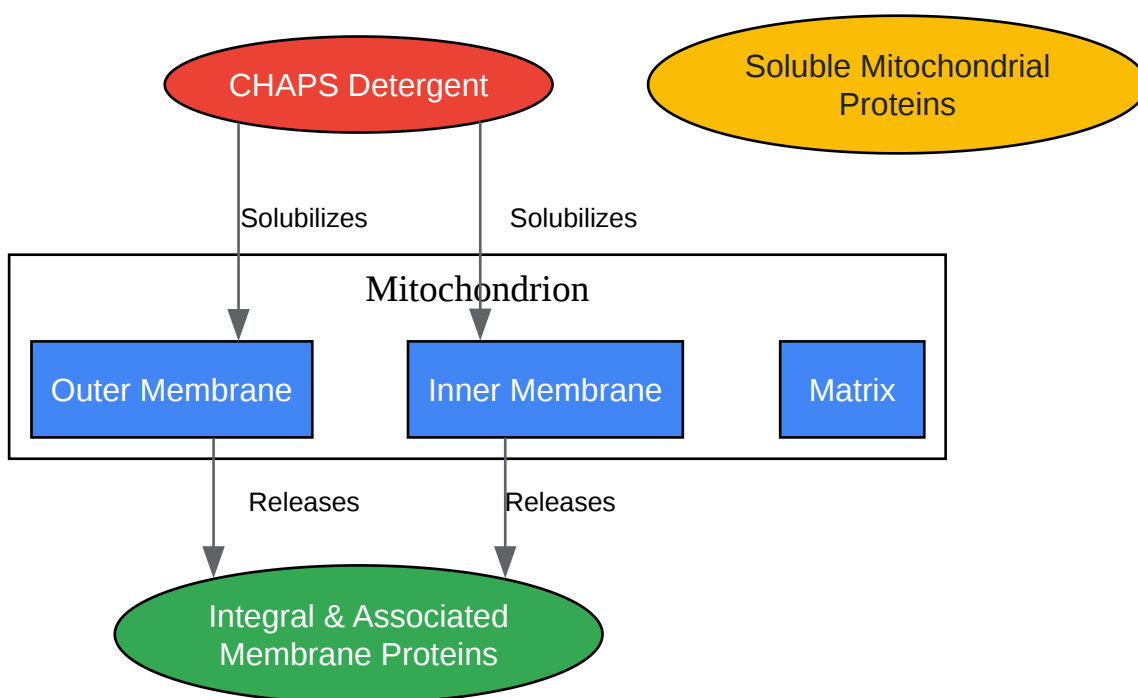 CHAPS Detergent
Soluble Mitochondrial
Proteins
Solubilizes
Solubilizes
Mitochondrion
Outer Membrane
Inner Membrane
Matrix
Releases
Releases
Integral & Associated
Membrane Proteins